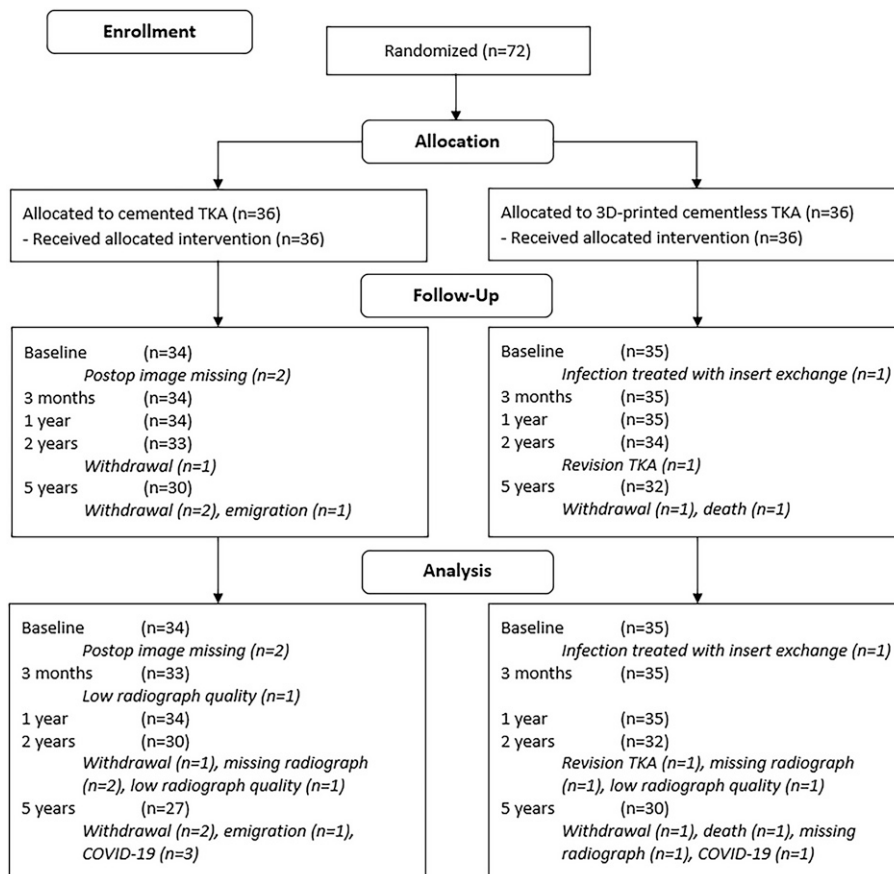 Enrollment
Randomized (n=72)
Allocation
Allocated to cemented TKA (n=36)
- Received allocated intervention (n=36)
Allocated to 3D-printed cementless TKA (n=36)
- Received allocated intervention (n=36)
Follow-Up
Baseline (n=34)
Postop image missing (n=2)
3 months (n=34)
1 year (n=34)
2 years (n=33)
Withdrawal (n=1)
5 years (n=30)
Withdrawal (n=2), emigration (n=1)
Baseline (n=35)
Infection treated with insert exchange (n=1)
3 months (n=35)
1 year (n=35)
2 years (n=34)
Revision TKA (n=1)
5 years (n=32)
Withdrawal (n=1), death (n=1)
Analysis
Baseline (n=34)
Postop image missing (n=2)
3 months (n=33)
Low radiograph quality (n=1)
1 year (n=34)
2 years (n=30)
Withdrawal (n=1), missing radiograph
(n=2), low radiograph quality (n=1)
5 years (n=27)
Withdrawal (n=2), emigration (n=1),
COVID-19 (n=3)
Baseline (n=35)
Infection treated with insert exchange (n=1)
3 months (n=35)
1 year (n=35)
2 years (n=32)
Revision TKA (n=1), missing radiograph
(n=1), low radiograph quality (n=1)
5 years (n=30)
Withdrawal (n=1), death (n=1), missing
radiograph (n=1), COVID-19 (n=1)